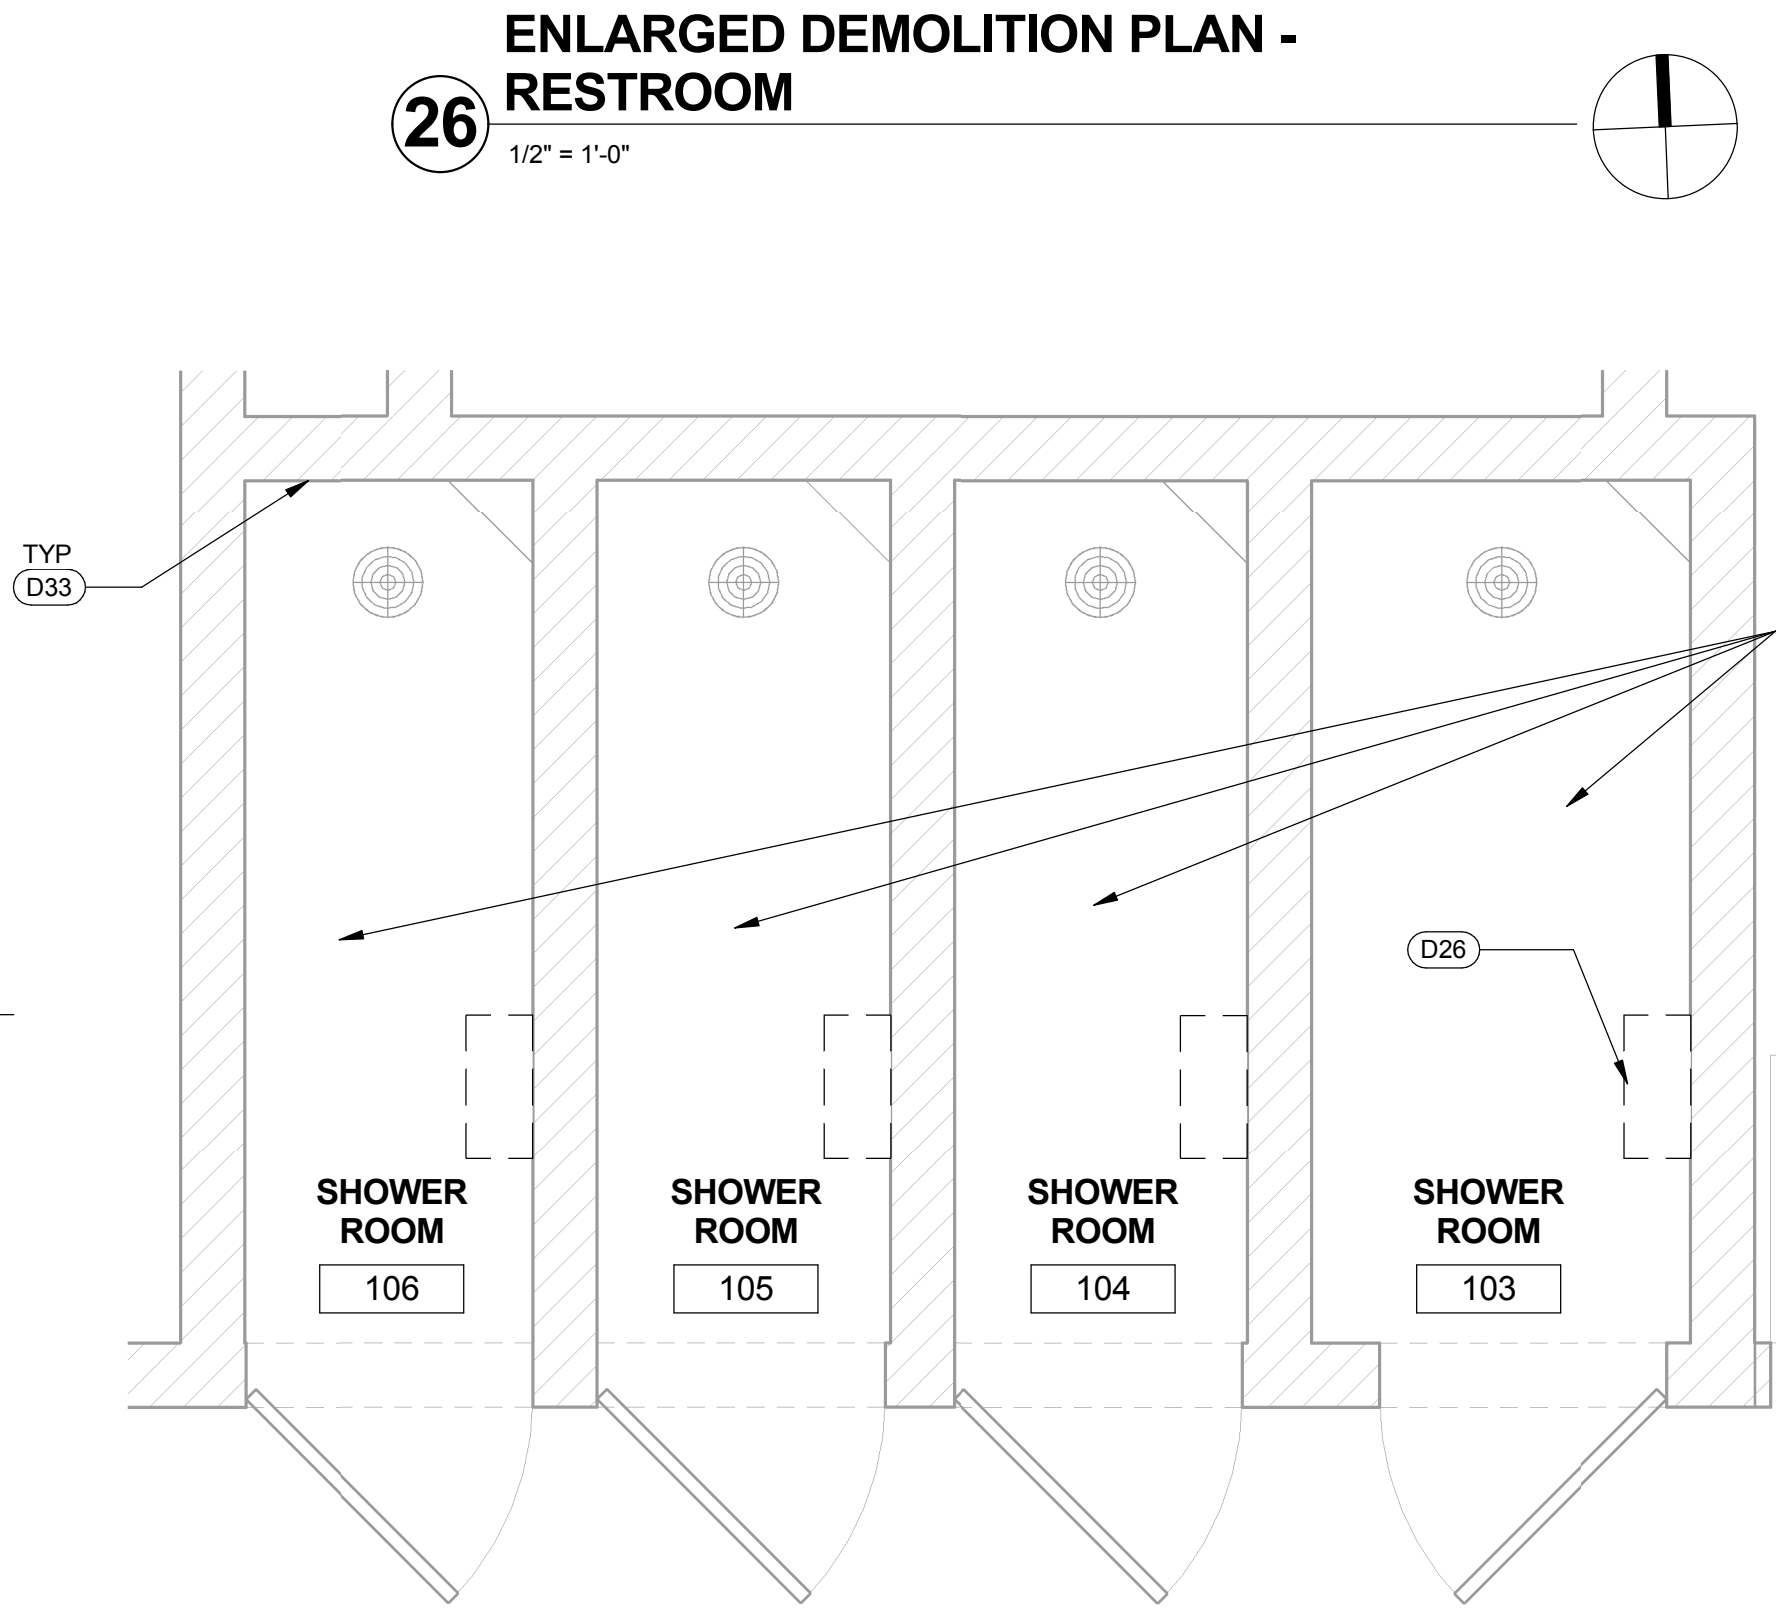 ENLARGED DEMOLITION PLAN -
RESTROOM
26
1/2" = 1'-0"
TYP
D33
D26
SHOWER
ROOM
106
SHOWER
ROOM
105
SHOWER
ROOM
104
SHOWER
ROOM
103